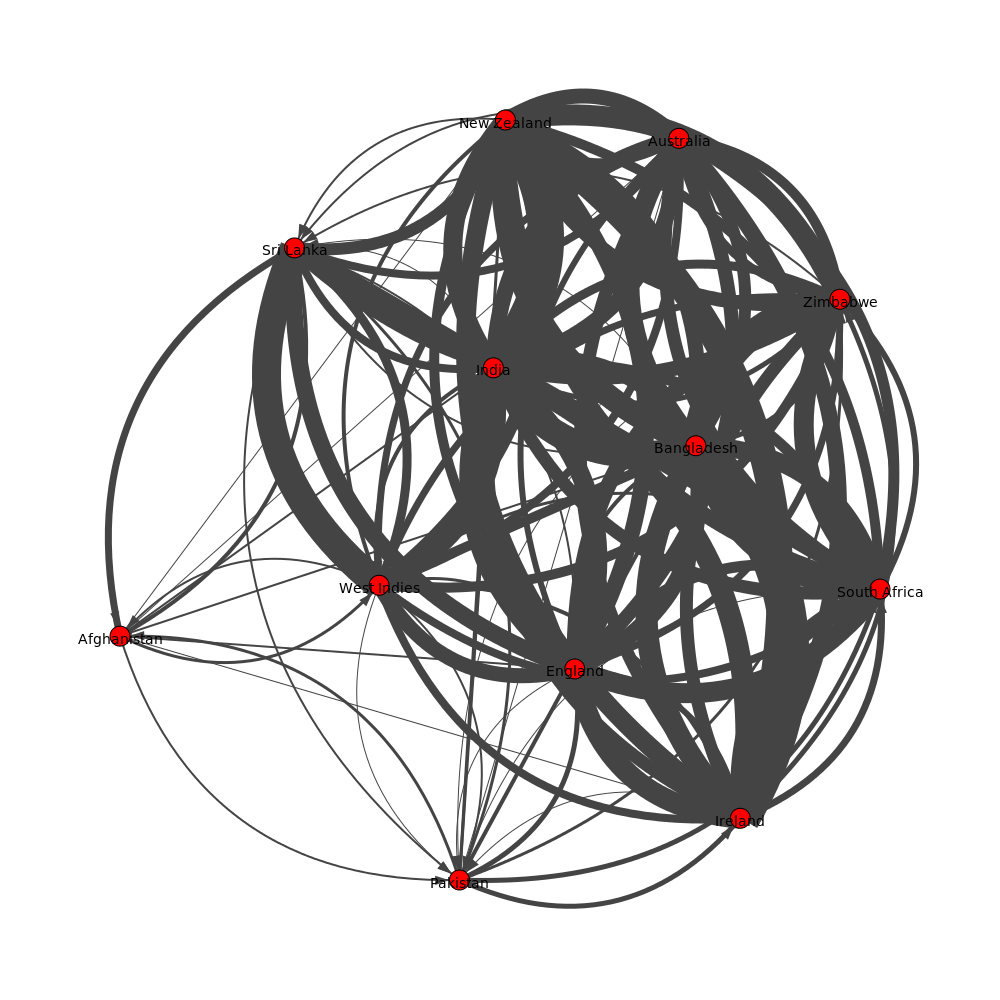 New Zealand
Australia
Sri Lanka
Zimbabwe
India
Bangladesh
West Indies
South Africa
Afghanistan
England
Ireland
Pakistan